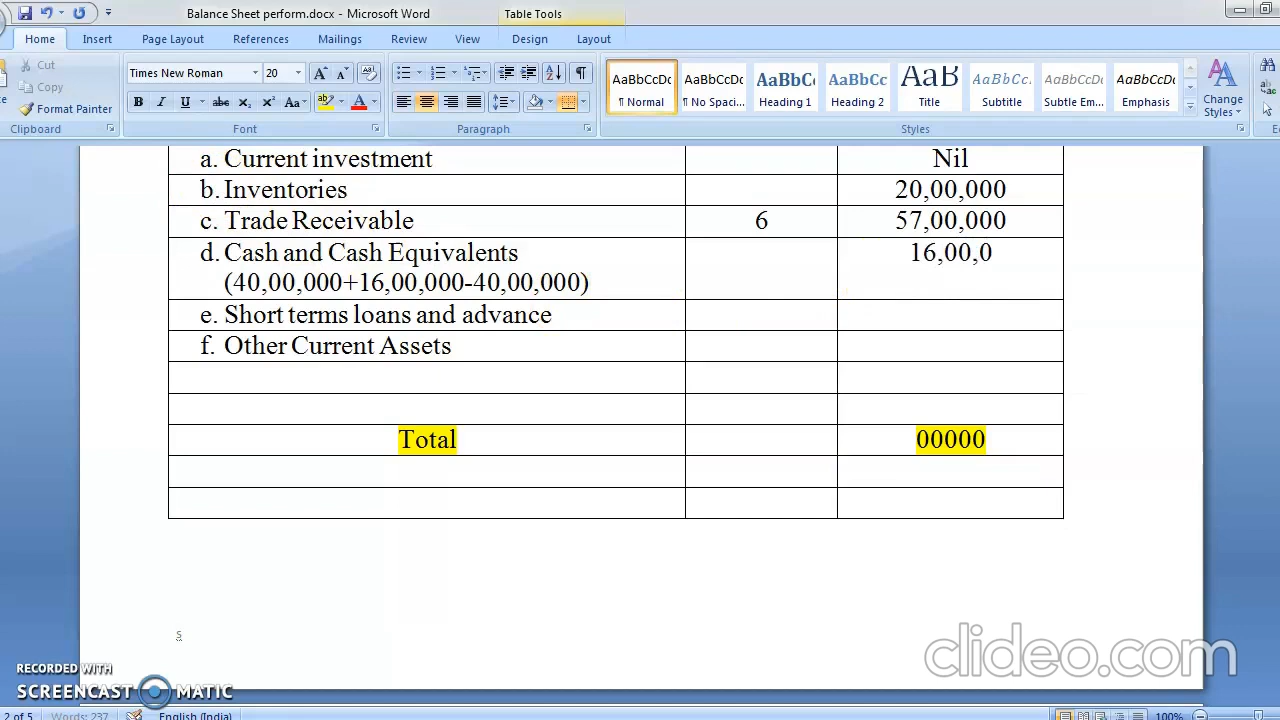 Balance Sheet perform.docx - Microsoft Word
Table Tools
Home Insert Page Layout References Mailings Review View Design Layout
Cut
Copy
Format Painter
Clipboard
Times New Roman 20
B I U abc x₂ x² Aa
Font
Paragraph
AaBbCcDc AaBbCcDc AaBbC AaBbCc AaB AaBbCc. AaBbCcDc AaBbCcDc
¶ Normal ¶ No Spaci... Heading 1 Heading 2 Title Subtitle Subtle Em... Emphasis
Change Styles
Styles
a. Current investment Nil
b. Inventories 20,00,000
c. Trade Receivable 6 57,00,000
d. Cash and Cash Equivalents 16,00,0
(40,00,000+16,00,000-40,00,000)
e. Short terms loans and advance
f. Other Current Assets
Total 00000
s
clideo.com
RECORDED WITH
SCREENCAST MATIC
2 of 5 Words: 237 English (India) 100%